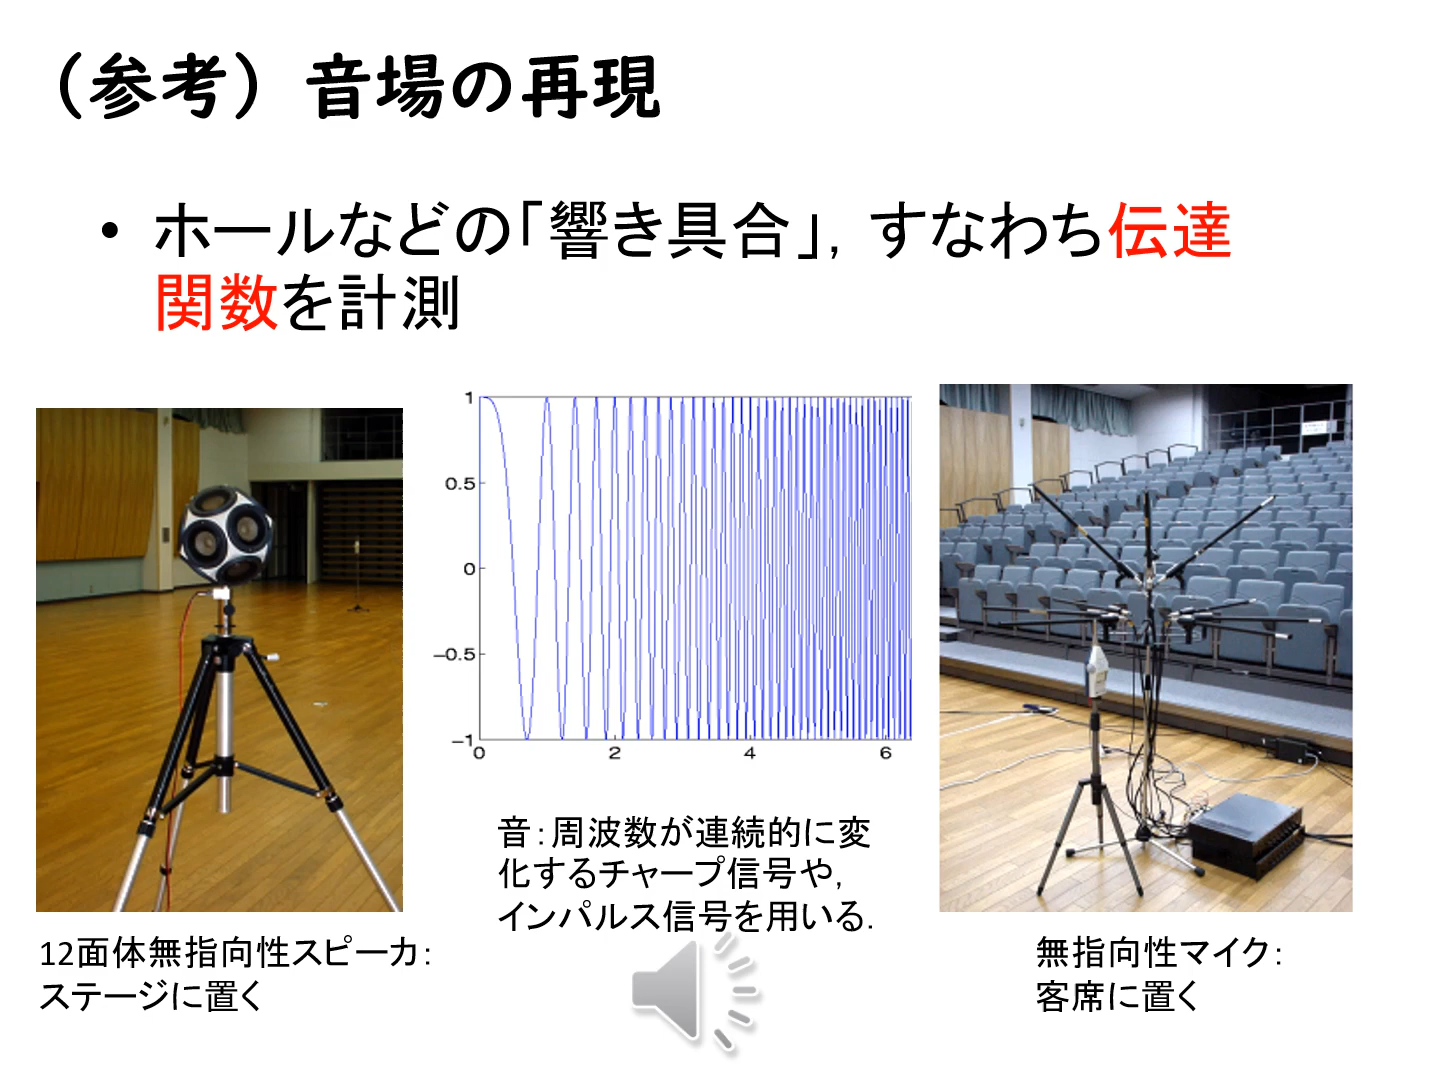 （参考）音場の再現
• ホールなどの「響き具合」，すなわち伝達
関数を計測
1
0.5
0
−0.5
−1
0 2 4 6
音：周波数が連続的に変
化するチャープ信号や，
インパルス信号を用いる．
12面体無指向性スピーカ：
ステージに置く
無指向性マイク：
客席に置く